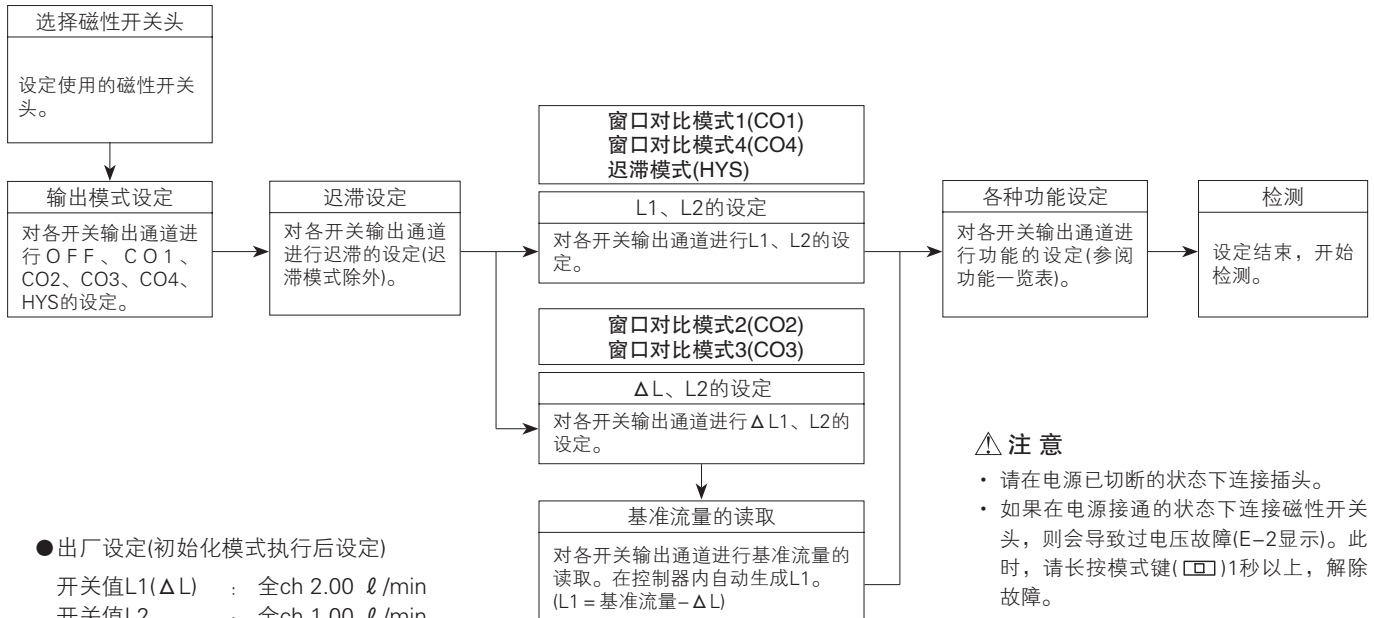 选择磁性开关头
设定使用的磁性开关
头。
输出模式设定
对各开关输出通道进
行OFF、CO1、
CO2、CO3、CO4、
HYS的设定。
迟滞设定
对各开关输出通道
进行迟滞的设定(迟
滞模式除外)。
窗口对比模式1(CO1)
窗口对比模式4(CO4)
迟滞模式(HYS)
L1、L2的设定
对各开关输出通道进行L1、L2的设
定。
窗口对比模式2(CO2)
窗口对比模式3(CO3)
ΔL、L2的设定
对各开关输出通道进行ΔL1、L2的
设定。
基准流量的读取
对各开关输出通道进行基准流量的
读取。在控制器内自动生成L1。
(L1＝基准流量−ΔL)
各种功能设定
对各开关输出通道进
行功能的设定(参阅
功能一览表)。
检测
设定结束，开始
检测。
●出厂设定(初始化模式执行后设定)
开关值L1(ΔL) : 全ch 2.00 ℓ/min
开关值L2 : 全ch 1.00 ℓ/min
⚠ 注意
・请在电源已切断的状态下连接插头。
・如果在电源接通的状态下连接磁性开关
头，则会导致过电压故障(E−2显示)。此
时，请长按模式键( )1秒以上，解除
故障。